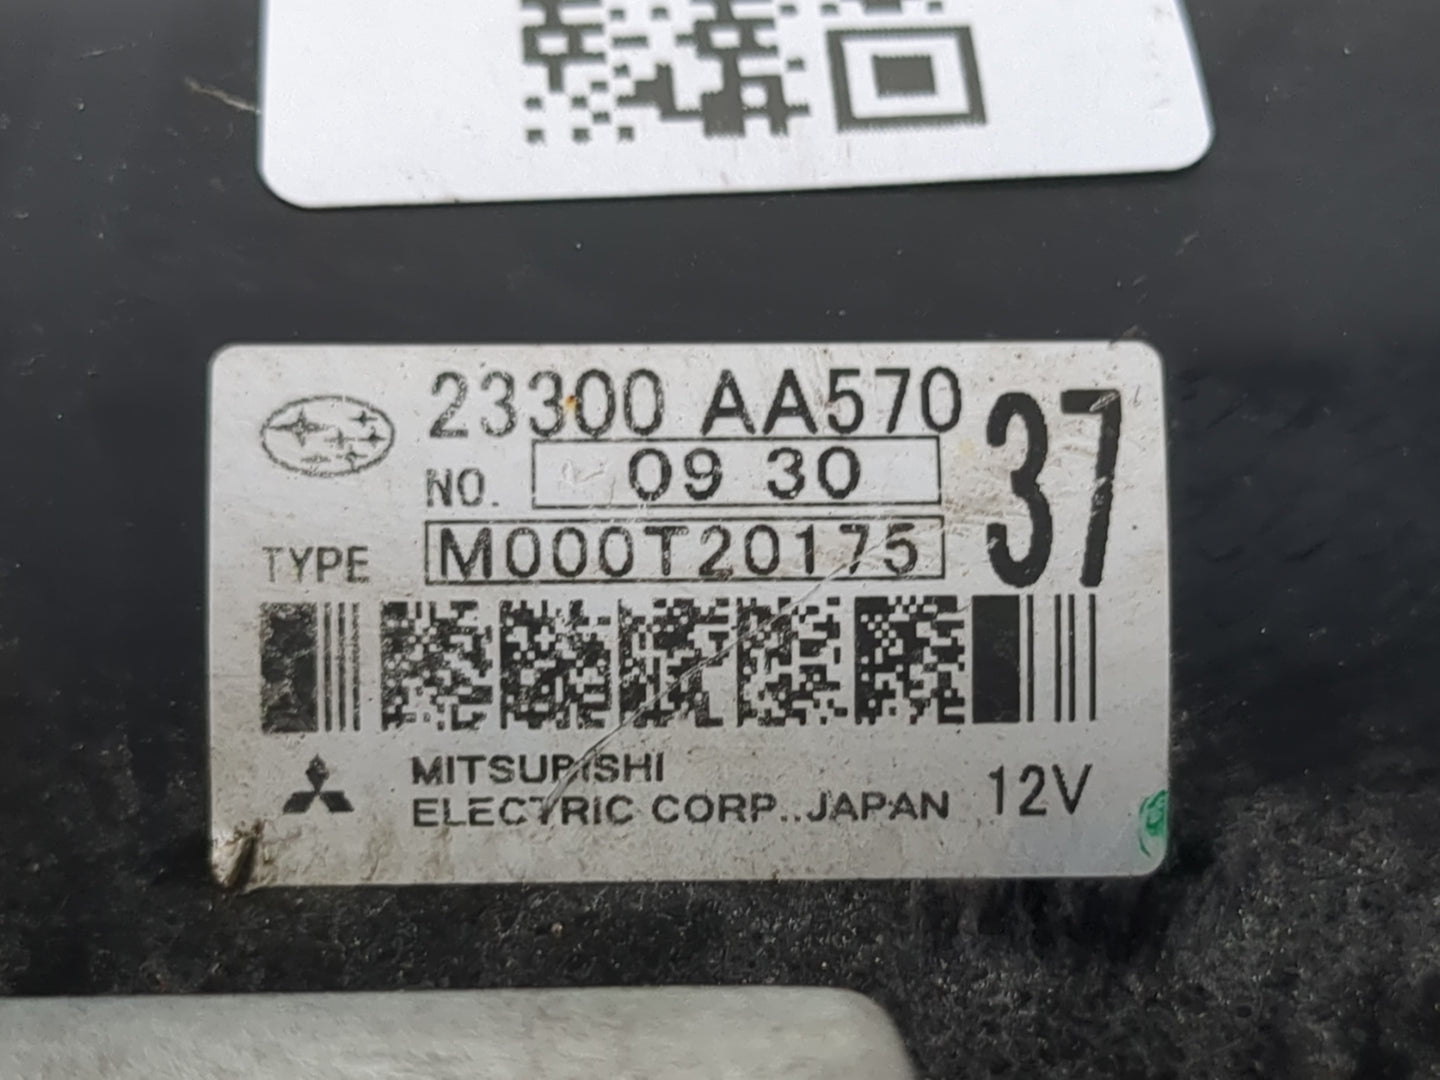 23300 AA570
37
NO. 09 30
TYPE M000T20175
MITSUBISHI
ELECTRIC CORP., JAPAN 12V